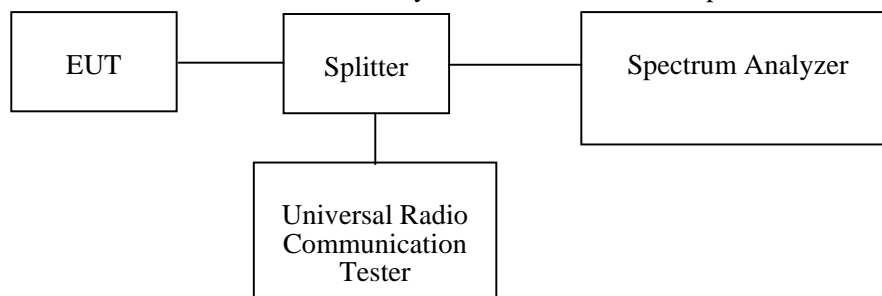 EUT
Splitter
Spectrum Analyzer
Universal Radio
Communication
Tester